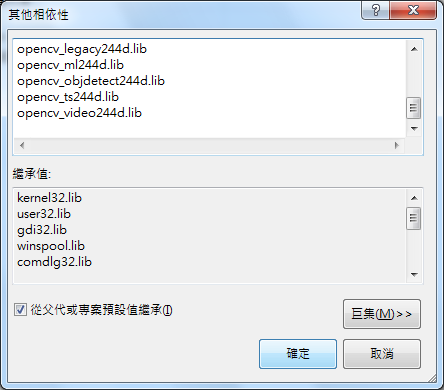 其他相依性
opencv_legacy244d.lib
opencv_ml244d.lib
opencv_objdetect244d.lib
opencv_ts244d.lib
opencv_video244d.lib
繼承值:
kernel32.lib
user32.lib
gdi32.lib
winspool.lib
comdlg32.lib
從父代或專案預設值繼承(I)
巨集(M)>>
確定
取消